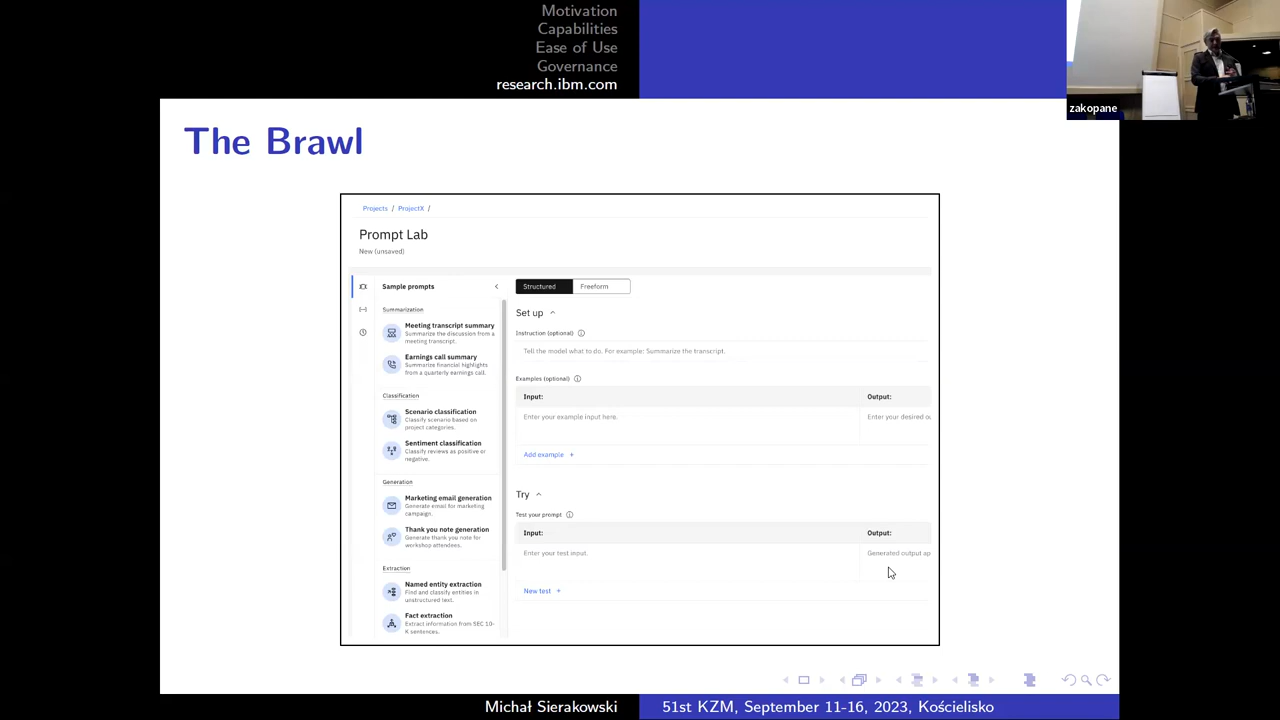 Motivation
Capabilities
Ease of Use
Governance
research.ibm.com
zakopane
The Brawl
Projects / ProjectX /
Prompt Lab
New (unsaved)
Sample prompts
Summarization
Meeting transcript summary
Summarize the discussion from a
meeting transcript.
Earnings call summary
Summarize financial highlights
from a quarterly earnings call.
Classification
Scenario classification
Classify scenario based on
project categories.
Sentiment classification
Classify reviews as positive or
negative.
Generation
Marketing email generation
Generate email for marketing
campaign.
Thank you note generation
Generate thank you note for
workshop attendees.
Extraction
Named entity extraction
Find and classify entities in
unstructured text.
Fact extraction
Extract information from SEC 10-
K sentences.
Structured Freeform
Set up
Instruction (optional)
Tell the model what to do. For example: Summarize the transcript.
Examples (optional)
Input: Output:
Enter your example input here. Enter your desired ou
Add example +
Try
Test your prompt
Input: Output:
Enter your test input. Generated output ap
New test +
Michał Sierakowski 51st KZM, September 11-16, 2023, Kościelisko